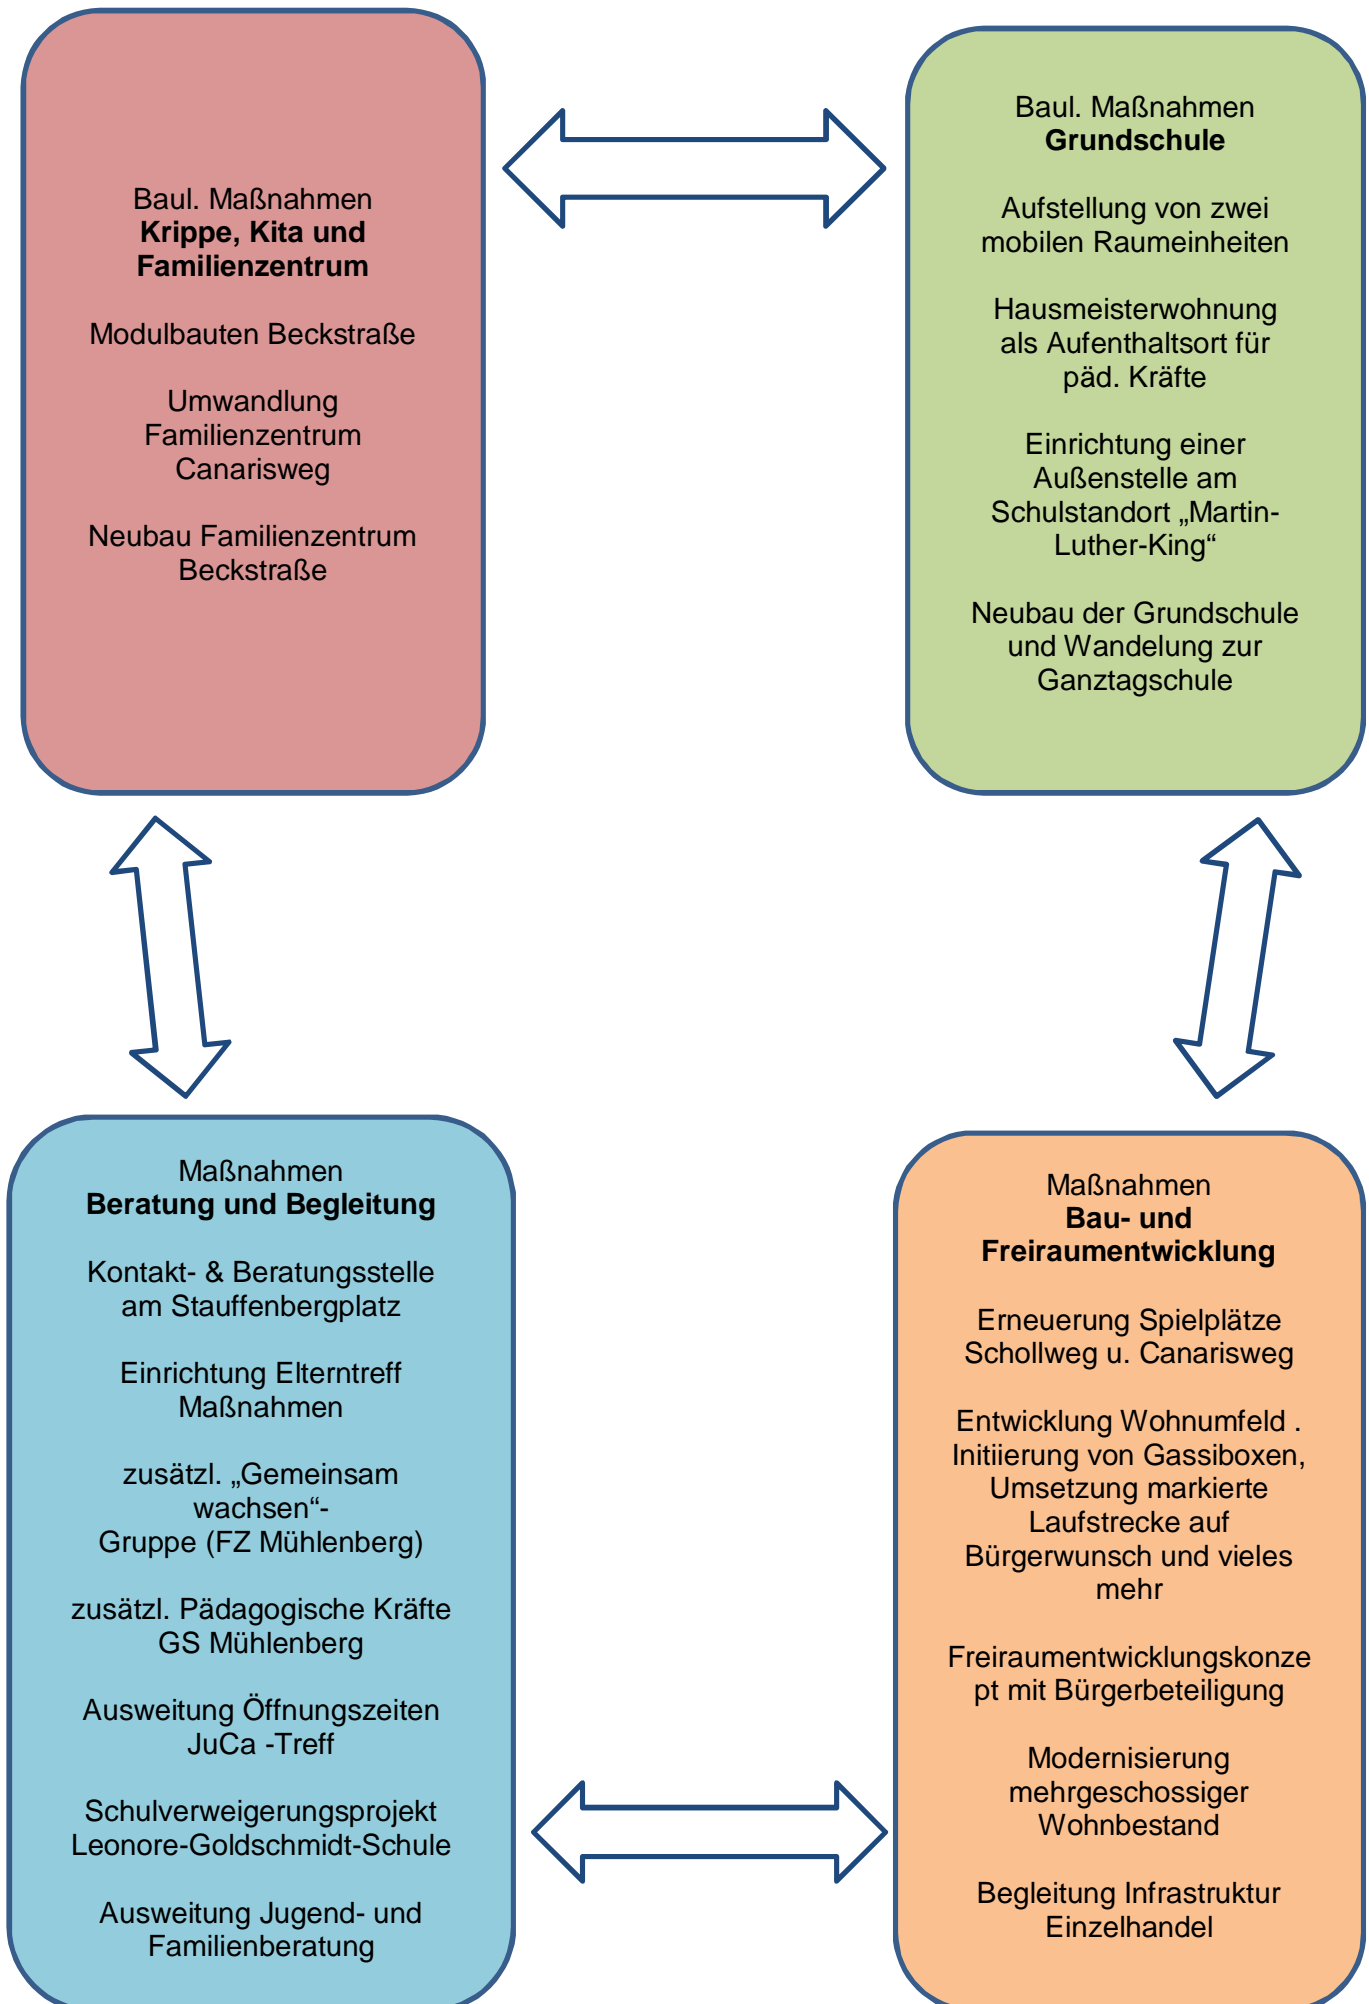 Baul. Maßnahmen
Krippe, Kita und
Familienzentrum
Modulbauten Beckstraße
Umwandlung
Familienzentrum
Canarisweg
Neubau Familienzentrum
Beckstraße
Baul. Maßnahmen
Grundschule
Aufstellung von zwei
mobilen Raumeinheiten
Hausmeisterwohnung
als Aufenthaltsort für
päd. Kräfte
Einrichtung einer
Außenstelle am
Schulstandort „Martin-
Luther-King“
Neubau der Grundschule
und Wandelung zur
Ganztagschule
Maßnahmen
Beratung und Begleitung
Kontakt- & Beratungsstelle
am Stauffenbergplatz
Einrichtung Elterntreff
Maßnahmen
zusätzl. „Gemeinsam
wachsen“-
Gruppe (FZ Mühlenberg)
zusätzl. Pädagogische Kräfte
GS Mühlenberg
Ausweitung Öffnungszeiten
JuCa -Treff
Schulverweigerungsprojekt
Leonore-Goldschmidt-Schule
Ausweitung Jugend- und
Familienberatung
Maßnahmen
Bau- und
Freiraumentwicklung
Erneuerung Spielplätze
Schollweg u. Canarisweg
Entwicklung Wohnumfeld .
Initiierung von Gassiboxen,
Umsetzung markierte
Laufstrecke auf
Bürgerwunsch und vieles
mehr
Freiraumentwicklungskonze
pt mit Bürgerbeteiligung
Modernisierung
mehrgeschossiger
Wohnbestand
Begleitung Infrastruktur
Einzelhandel